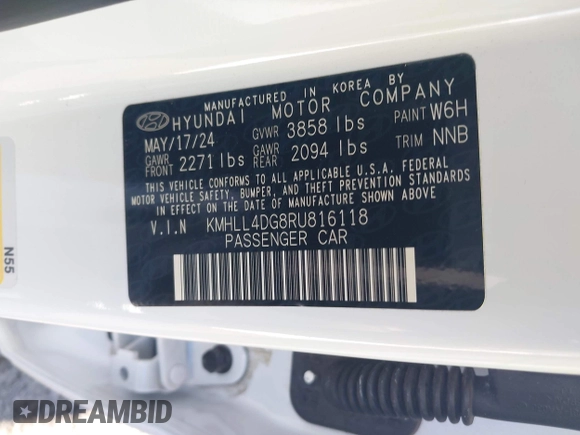 MANUFACTURED IN KOREA BY
HYUNDAI MOTOR COMPANY
MAY/17/24 GVWR 3858 lbs PAINT W6H
GAWR FRONT 2271 lbs GAWR REAR 2094 lbs TRIM NNB
THIS VEHICLE CONFORMS TO ALL APPLICABLE U.S.A. FEDERAL
MOTOR VEHICLE SAFETY, BUMPER, AND THEFT PREVENTION STANDARDS
IN EFFECT ON THE DATE OF MANUFACTURE SHOWN ABOVE
V.I.N KMHLL4DG8RU816118
PASSENGER CAR
N55
DREAMBID